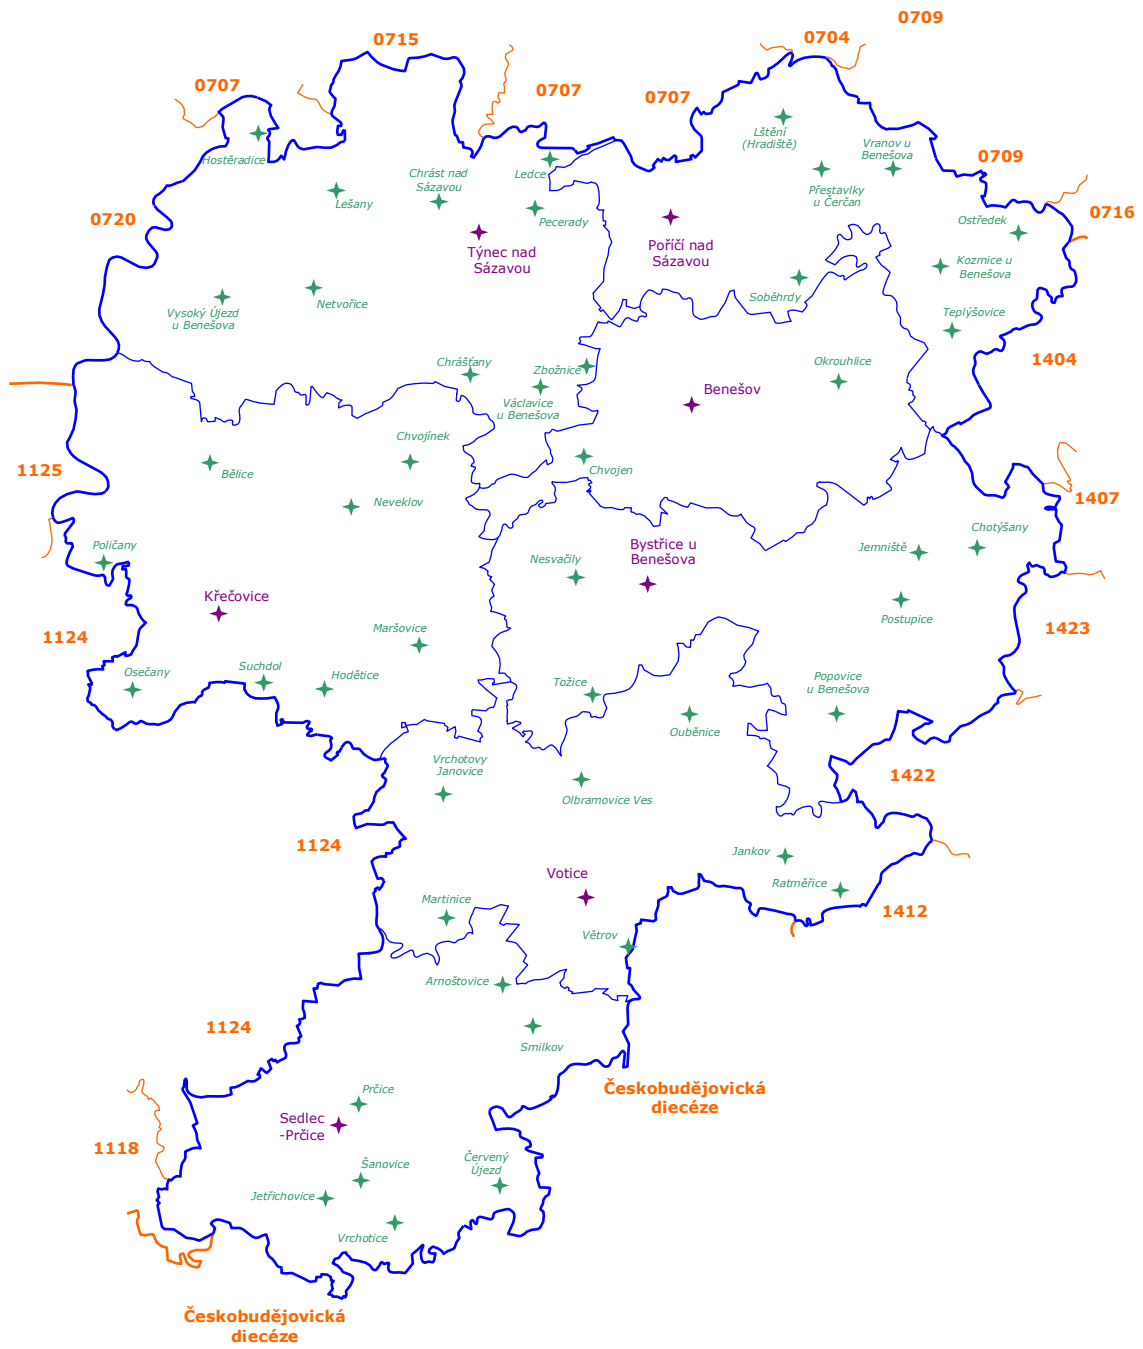 0709
0715
0704
0707
0707
0707
Lštění
(Hradiště)
Vranov u
Benešova
Hostěradice
0709
Ledce
Chrást nad
Sázavou
Přestavlky
u Čerčan
Lešany
0720
0716
Pecerady
Ostředek
Týnec nad
Sázavou
Poříčí nad
Sázavou
Kozmice u
Benešova
Netvořice
Soběhrdy
Vysoký Újezd
u Benešova
Teplýšovice
1404
Chrášťany
Zbožnice
Okrouhlice
Václavice
u Benešova
Benešov
Chvojínek
1125
Bělice
Chvojen
1407
Neveklov
Chotýšany
Poličany
Bystřice u
Benešova
Jemniště
Nesvačily
Křečovice
Postupice
1124
Maršovice
1423
Osečany
Suchdol
Hodětice
Tožice
Popovice
u Benešova
Ouběnice
Vrchotovy
Janovice
1422
Olbramovice Ves
1124
Jankov
Votice
Ratměřice
Martinice
1412
Větrov
Arnoštovice
1124
Smilkov
Českobudějovická
diecéze
Prčice
Sedlec
-Prčice
1118
Šanovice
Červený
Újezd
Jetřichovice
Vrchotice
Českobudějovická
diecéze